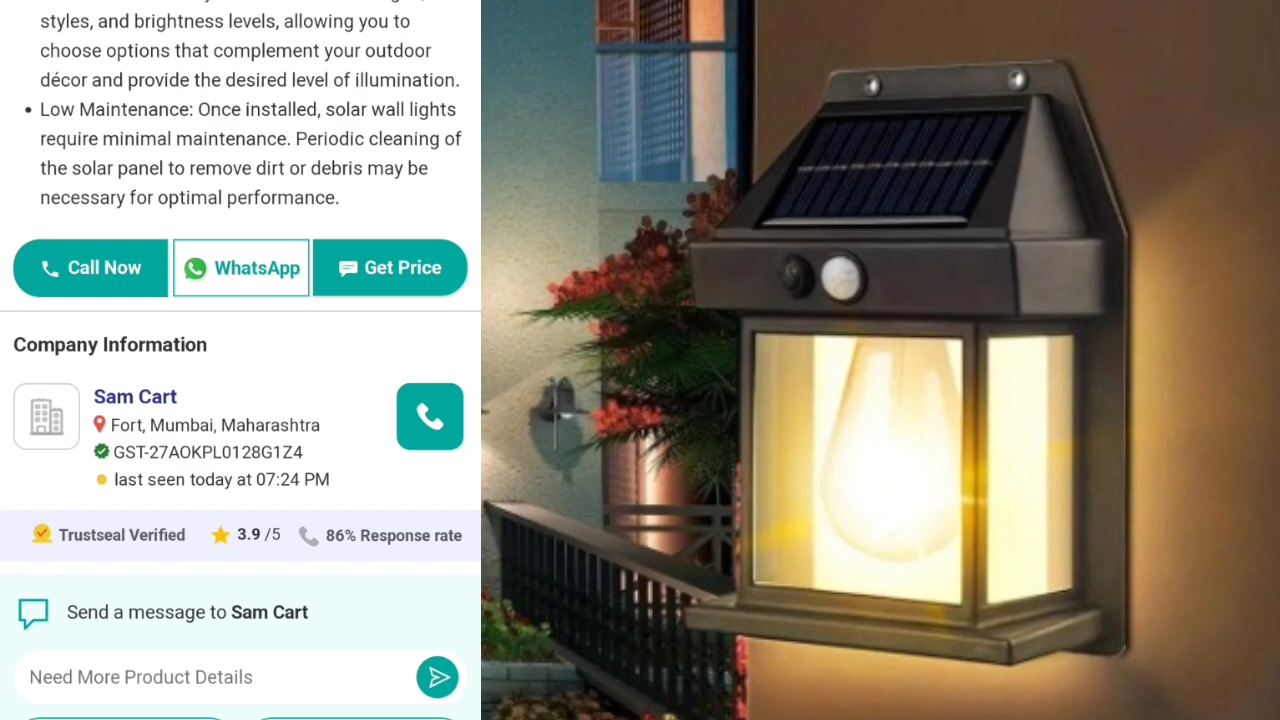 styles, and brightness levels, allowing you to
choose options that complement your outdoor
décor and provide the desired level of illumination.
• Low Maintenance: Once installed, solar wall lights
require minimal maintenance. Periodic cleaning of
the solar panel to remove dirt or debris may be
necessary for optimal performance.
Call Now WhatsApp Get Price
Company Information
Sam Cart
Fort, Mumbai, Maharashtra
GST-27AOKPL0128G1Z4
last seen today at 07:24 PM
Trustseal Verified 3.9 /5 86% Response rate
Send a message to Sam Cart
Need More Product Details